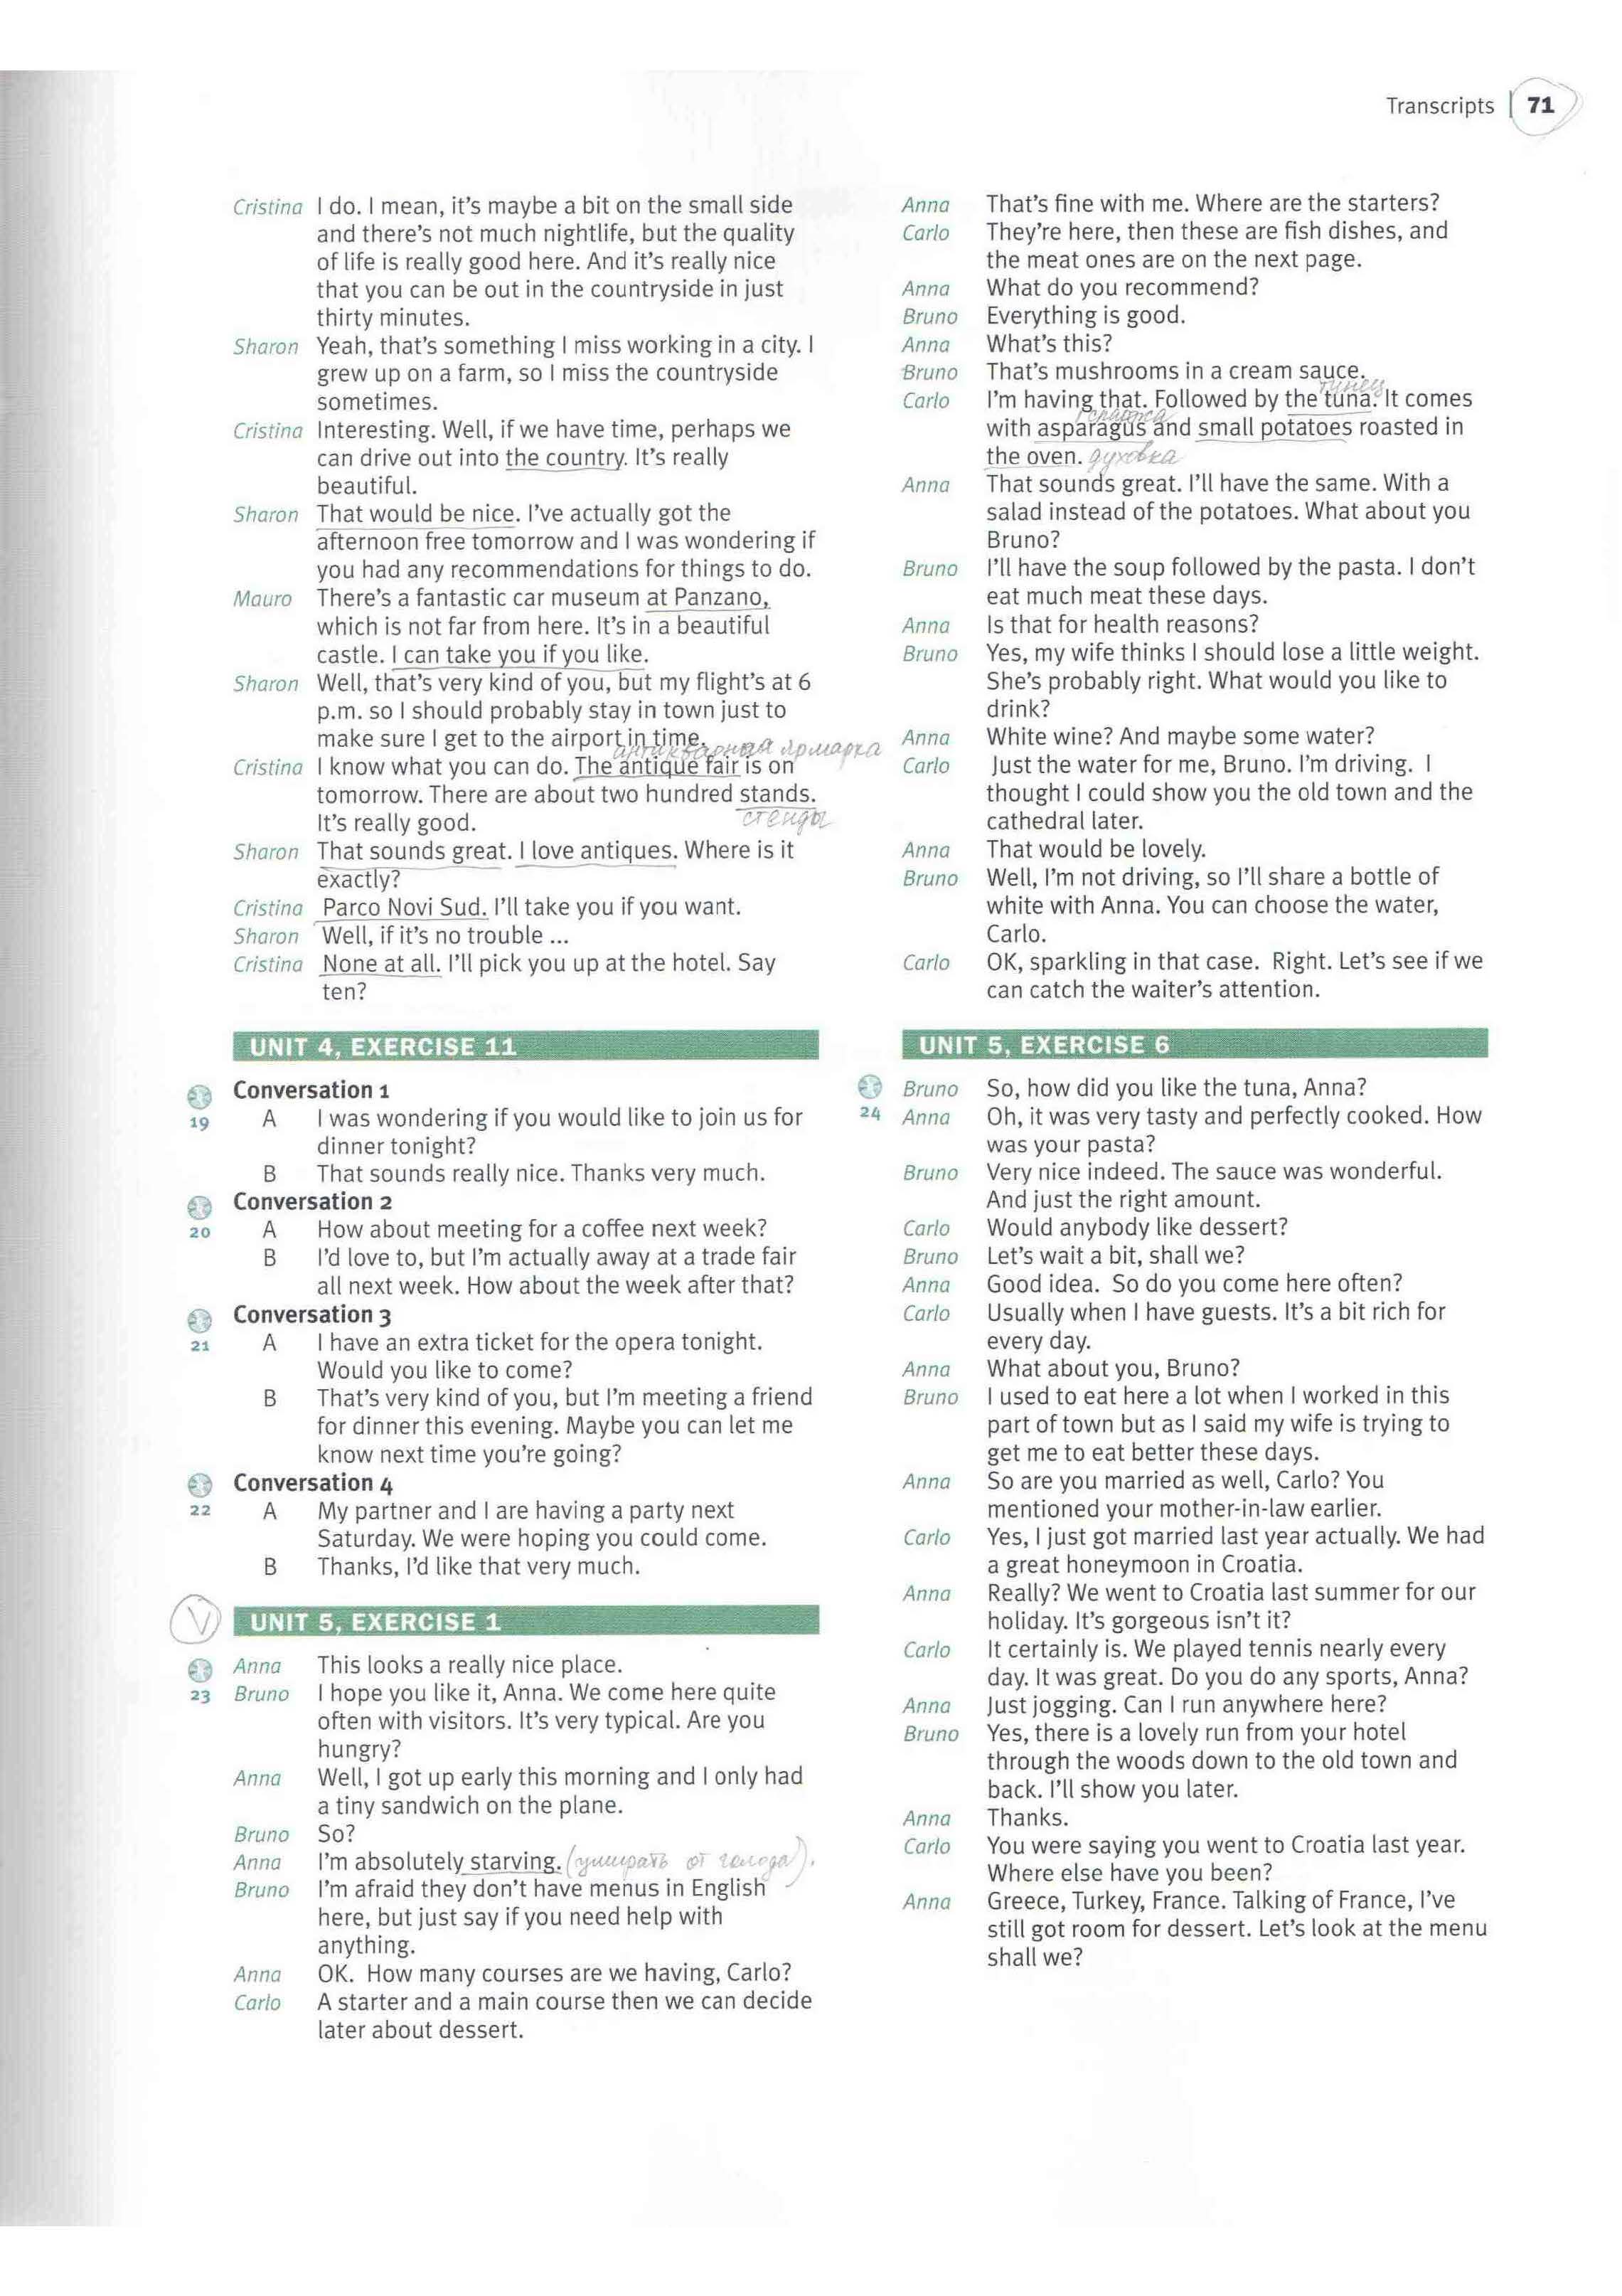 Transcripts | 71
Cristina I do. I mean, it's maybe a bit on the small side
and there's not much nightlife, but the quality
of life is really good here. And it's really nice
that you can be out in the countryside in just
thirty minutes.
Sharon Yeah, that's something I miss working in a city. I
grew up on a farm, so I miss the countryside
sometimes.
Cristina Interesting. Well, if we have time, perhaps we
can drive out into the country. It's really
beautiful.
Sharon That would be nice. I've actually got the
afternoon free tomorrow and I was wondering if
you had any recommendations for things to do.
Mauro There's a fantastic car museum at Panzano,
which is not far from here. It's in a beautiful
castle. I can take you if you like.
Sharon Well, that's very kind of you, but my flight's at 6
p.m. so I should probably stay in town just to
make sure I get to the airport in time.
антикварная ярмарка
Cristina I know what you can do. The antique fair is on
tomorrow. There are about two hundred stands.
It's really good. стенды
Sharon That sounds great. I love antiques. Where is it
exactly?
Cristina Parco Novi Sud. I'll take you if you want.
Sharon Well, if it's no trouble ...
Cristina None at all. I'll pick you up at the hotel. Say
ten?
UNIT 4, EXERCISE 11
Conversation 1
19 A I was wondering if you would like to join us for
dinner tonight?
B That sounds really nice. Thanks very much.
Conversation 2
20 A How about meeting for a coffee next week?
B I'd love to, but I'm actually away at a trade fair
all next week. How about the week after that?
Conversation 3
21 A I have an extra ticket for the opera tonight.
Would you like to come?
B That's very kind of you, but I'm meeting a friend
for dinner this evening. Maybe you can let me
know next time you're going?
Conversation 4
22 A My partner and I are having a party next
Saturday. We were hoping you could come.
B Thanks, I'd like that very much.
V UNIT 5, EXERCISE 1
Anna This looks a really nice place.
23 Bruno I hope you like it, Anna. We come here quite
often with visitors. It's very typical. Are you
hungry?
Anna Well, I got up early this morning and I only had
a tiny sandwich on the plane.
Bruno So?
Anna I'm absolutely starving. (умирать от голода).
Bruno I'm afraid they don't have menus in English
here, but just say if you need help with
anything.
Anna OK. How many courses are we having, Carlo?
Carlo A starter and a main course then we can decide
later about dessert.
Anna That's fine with me. Where are the starters?
Carlo They're here, then these are fish dishes, and
the meat ones are on the next page.
Anna What do you recommend?
Bruno Everything is good.
Anna What's this?
Bruno That's mushrooms in a cream sauce.
тунец
Carlo I'm having that. Followed by the tuna. It comes
спаржа
with asparagus and small potatoes roasted in
the oven. духовка
Anna That sounds great. I'll have the same. With a
salad instead of the potatoes. What about you
Bruno?
Bruno I'll have the soup followed by the pasta. I don't
eat much meat these days.
Anna Is that for health reasons?
Bruno Yes, my wife thinks I should lose a little weight.
She's probably right. What would you like to
drink?
Anna White wine? And maybe some water?
Carlo Just the water for me, Bruno. I'm driving. I
thought I could show you the old town and the
cathedral later.
Anna That would be lovely.
Bruno Well, I'm not driving, so I'll share a bottle of
white with Anna. You can choose the water,
Carlo.
Carlo OK, sparkling in that case. Right. Let's see if we
can catch the waiter's attention.
UNIT 5, EXERCISE 6
Bruno So, how did you like the tuna, Anna?
24 Anna Oh, it was very tasty and perfectly cooked. How
was your pasta?
Bruno Very nice indeed. The sauce was wonderful.
And just the right amount.
Carlo Would anybody like dessert?
Bruno Let's wait a bit, shall we?
Anna Good idea. So do you come here often?
Carlo Usually when I have guests. It's a bit rich for
every day.
Anna What about you, Bruno?
Bruno I used to eat here a lot when I worked in this
part of town but as I said my wife is trying to
get me to eat better these days.
Anna So are you married as well, Carlo? You
mentioned your mother-in-law earlier.
Carlo Yes, I just got married last year actually. We had
a great honeymoon in Croatia.
Anna Really? We went to Croatia last summer for our
holiday. It's gorgeous isn't it?
Carlo It certainly is. We played tennis nearly every
day. It was great. Do you do any sports, Anna?
Anna Just jogging. Can I run anywhere here?
Bruno Yes, there is a lovely run from your hotel
through the woods down to the old town and
back. I'll show you later.
Anna Thanks.
Carlo You were saying you went to Croatia last year.
Where else have you been?
Anna Greece, Turkey, France. Talking of France, I've
still got room for dessert. Let's look at the menu
shall we?